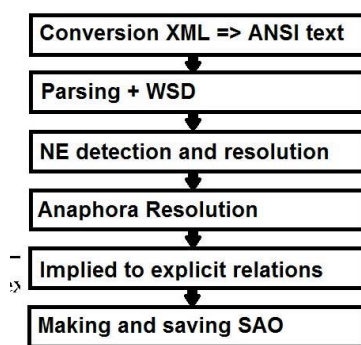 Conversion XML => ANSI text
Parsing + WSD
NE detection and resolution
Anaphora Resolution
Implied to explicit relations
Making and saving SAO